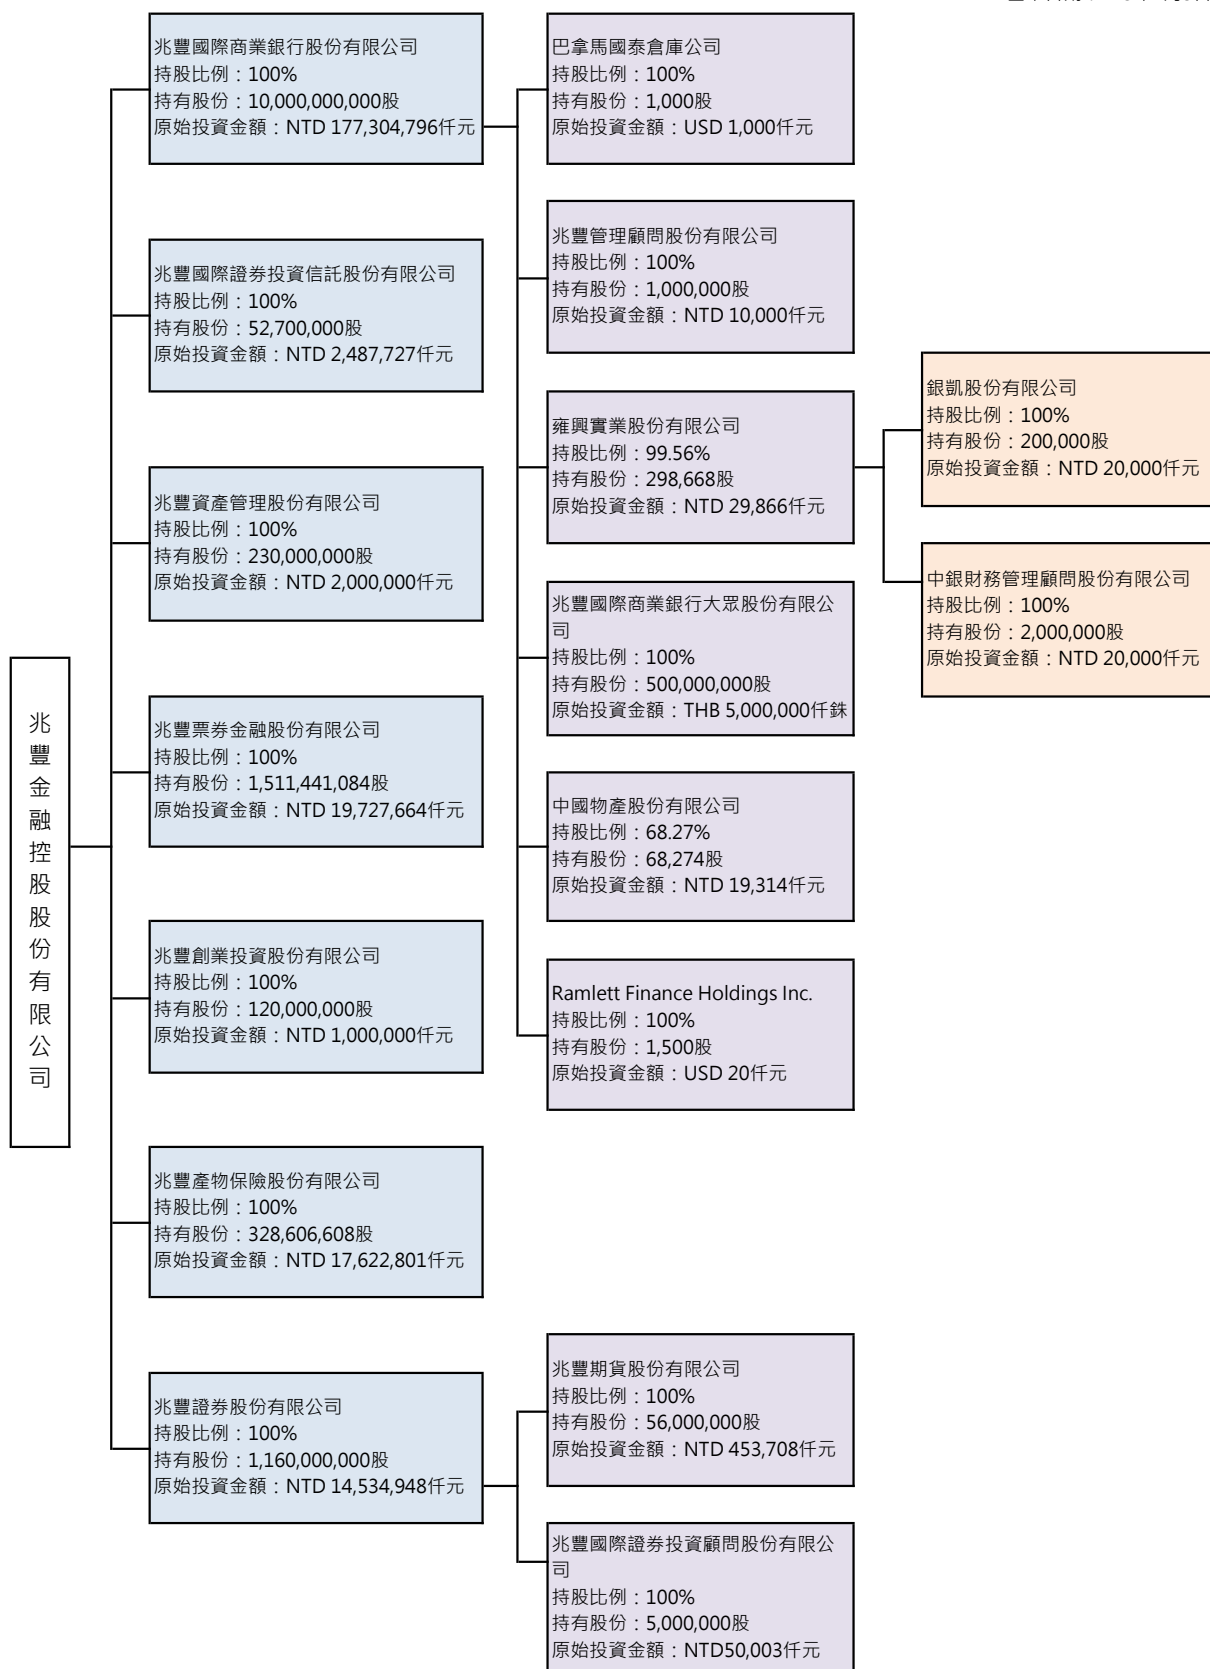 兆豐金融控股股份有限公司
兆豐國際商業銀行股份有限公司
持股比例：100%
持有股份：10,000,000,000股
原始投資金額：NTD 177,304,796仟元
兆豐國際證券投資信託股份有限公司
持股比例：100%
持有股份：52,700,000股
原始投資金額：NTD 2,487,727仟元
兆豐資產管理股份有限公司
持股比例：100%
持有股份：230,000,000股
原始投資金額：NTD 2,000,000仟元
兆豐票券金融股份有限公司
持股比例：100%
持有股份：1,511,441,084股
原始投資金額：NTD 19,727,664仟元
兆豐創業投資股份有限公司
持股比例：100%
持有股份：120,000,000股
原始投資金額：NTD 1,000,000仟元
兆豐產物保險股份有限公司
持股比例：100%
持有股份：328,606,608股
原始投資金額：NTD 17,622,801仟元
兆豐證券股份有限公司
持股比例：100%
持有股份：1,160,000,000股
原始投資金額：NTD 14,534,948仟元
巴拿馬國泰倉庫公司
持股比例：100%
持有股份：1,000股
原始投資金額：USD 1,000仟元
兆豐管理顧問股份有限公司
持股比例：100%
持有股份：1,000,000股
原始投資金額：NTD 10,000仟元
雍興實業股份有限公司
持股比例：99.56%
持有股份：298,668股
原始投資金額：NTD 29,866仟元
兆豐國際商業銀行大眾股份有限公
司
持股比例：100%
持有股份：500,000,000股
原始投資金額：THB 5,000,000仟銖
中國物產股份有限公司
持股比例：68.27%
持有股份：68,274股
原始投資金額：NTD 19,314仟元
Ramlett Finance Holdings Inc.
持股比例：100%
持有股份：1,500股
原始投資金額：USD 20仟元
兆豐期貨股份有限公司
持股比例：100%
持有股份：56,000,000股
原始投資金額：NTD 453,708仟元
兆豐國際證券投資顧問股份有限公
司
持股比例：100%
持有股份：5,000,000股
原始投資金額：NTD50,003仟元
銀凱股份有限公司
持股比例：100%
持有股份：200,000股
原始投資金額：NTD 20,000仟元
中銀財務管理顧問股份有限公司
持股比例：100%
持有股份：2,000,000股
原始投資金額：NTD 20,000仟元